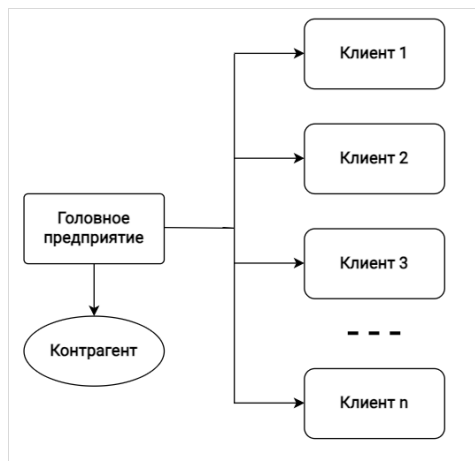 Клиент 1
Клиент 2
Головное
предприятие
Клиент 3
Контрагент
Клиент n